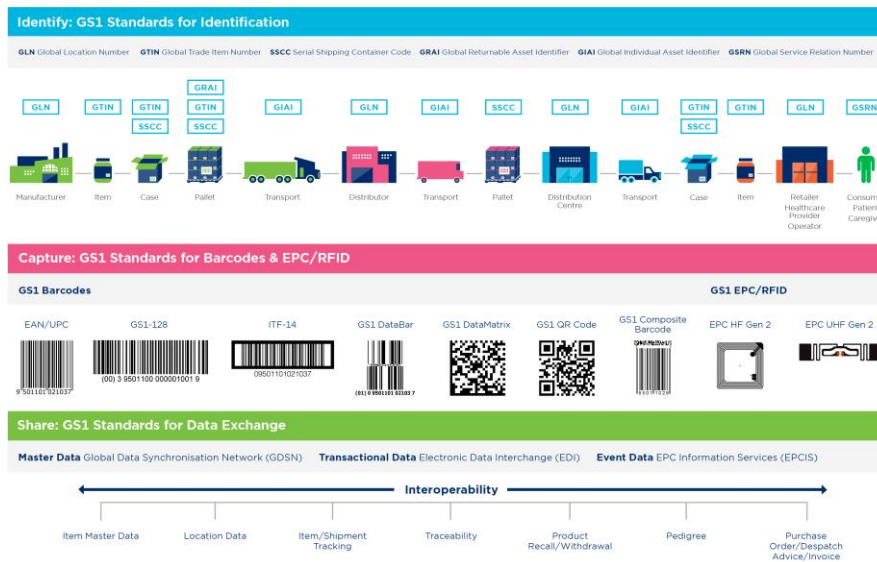 Identify: GS1 Standards for Identification
GLN Global Location Number GTIN Global Trade Item Number SSCC Serial Shipping Container Code GRAI Global Returnable Asset Identifier GIAI Global Individual Asset Identifier GSRN Global Service Relation Number
GRAI
GLN GTIN GTIN GTIN GIAI GLN GIAI SSCC GLN GIAI GTIN GTIN GLN GSRN
SSCC SSCC SSCC
Manufacturer Item Case Pallet Transport Distributor Transport Pallet Distribution Transport Case Item Retailer Consum
Centre Healthcare Patien
Provider Caregiv
Operator
Capture: GS1 Standards for Barcodes & EPC/RFID
GS1 Barcodes GS1 EPC/RFID
EAN/UPC GS1-128 ITF-14 GS1 DataBar GS1 DataMatrix GS1 QR Code GS1 Composite EPC HF Gen 2 EPC UHF Gen 2
Barcode
9 501101 021037 (00) 3 9501100 000001001 9 09501101021037 (01) 0 9501101 02103 7
Share: GS1 Standards for Data Exchange
Master Data Global Data Synchronisation Network (GDSN) Transactional Data Electronic Data Interchange (EDI) Event Data EPC Information Services (EPCIS)
Interoperability
Item Master Data Location Data Item/Shipment Traceability Product Pedigree Purchase
Tracking Recall/Withdrawal Order/Despatch
Advice/Invoice